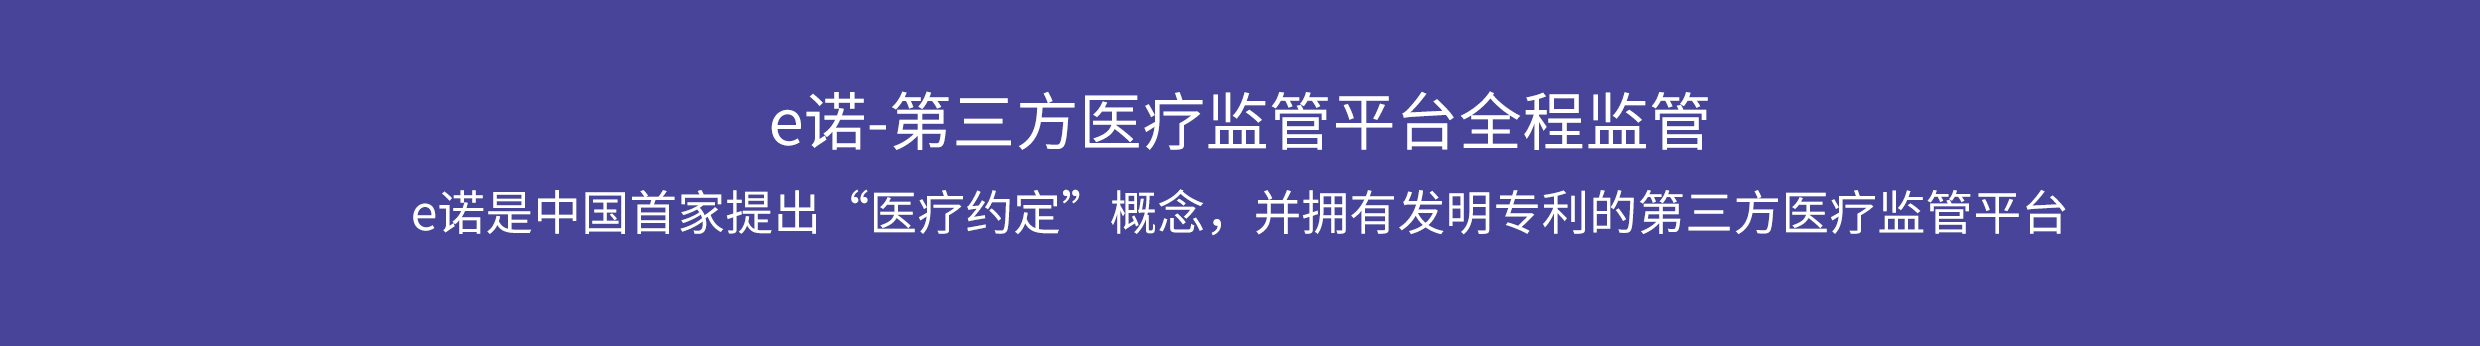 e诺-第三方医疗监管平台全程监管
e诺是中国首家提出“医疗约定”概念，并拥有发明专利的第三方医疗监管平台